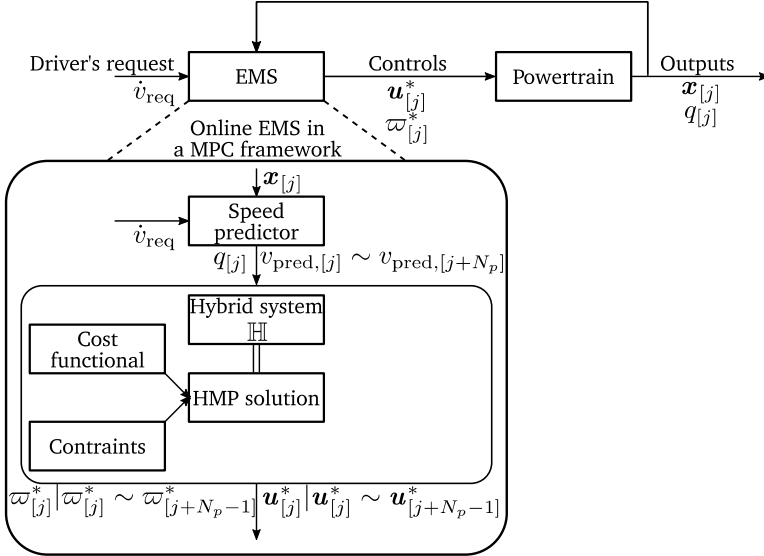 Driver's request
v̇_req
EMS
Controls
u*_[j]
ϖ*_[j]
Powertrain
Outputs
x_[j]
q_[j]
Online EMS in
a MPC framework
x_[j]
v̇_req
Speed
predictor
q_[j] v_pred,[j] ∼ v_pred,[j+N_p]
Hybrid system
ℍ
Cost
functional
HMP solution
Contraints
ϖ*_[j]|ϖ*_[j] ∼ ϖ*_[j+N_p−1] u*_[j]|u*_[j] ∼ u*_[j+N_p−1]